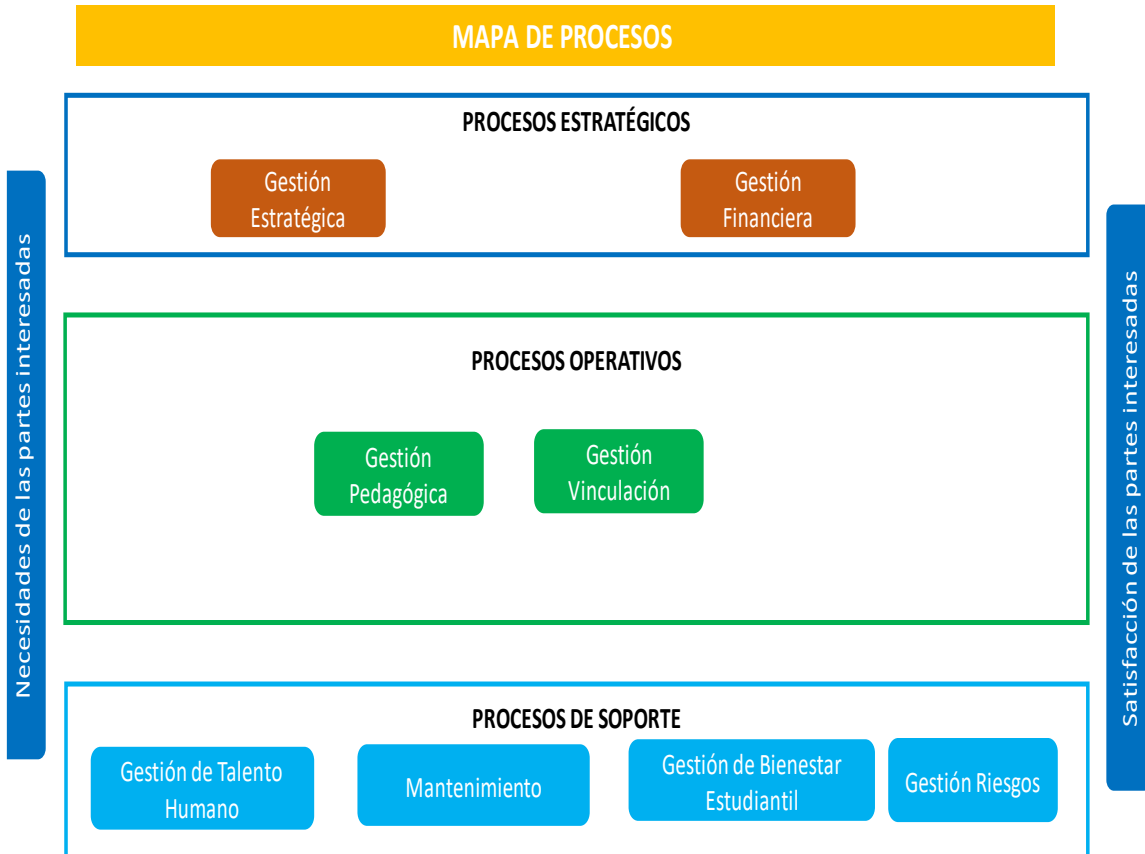 MAPA DE PROCESOS
PROCESOS ESTRATÉGICOS
Gestión
Estratégica
Gestión
Financiera
Necesidades de las partes interesadas
Satisfacción de las partes interesadas
PROCESOS OPERATIVOS
Gestión
Pedagógica
Gestión
Vinculación
PROCESOS DE SOPORTE
Gestión de Talento
Humano
Mantenimiento
Gestión de Bienestar
Estudiantil
Gestión Riesgos